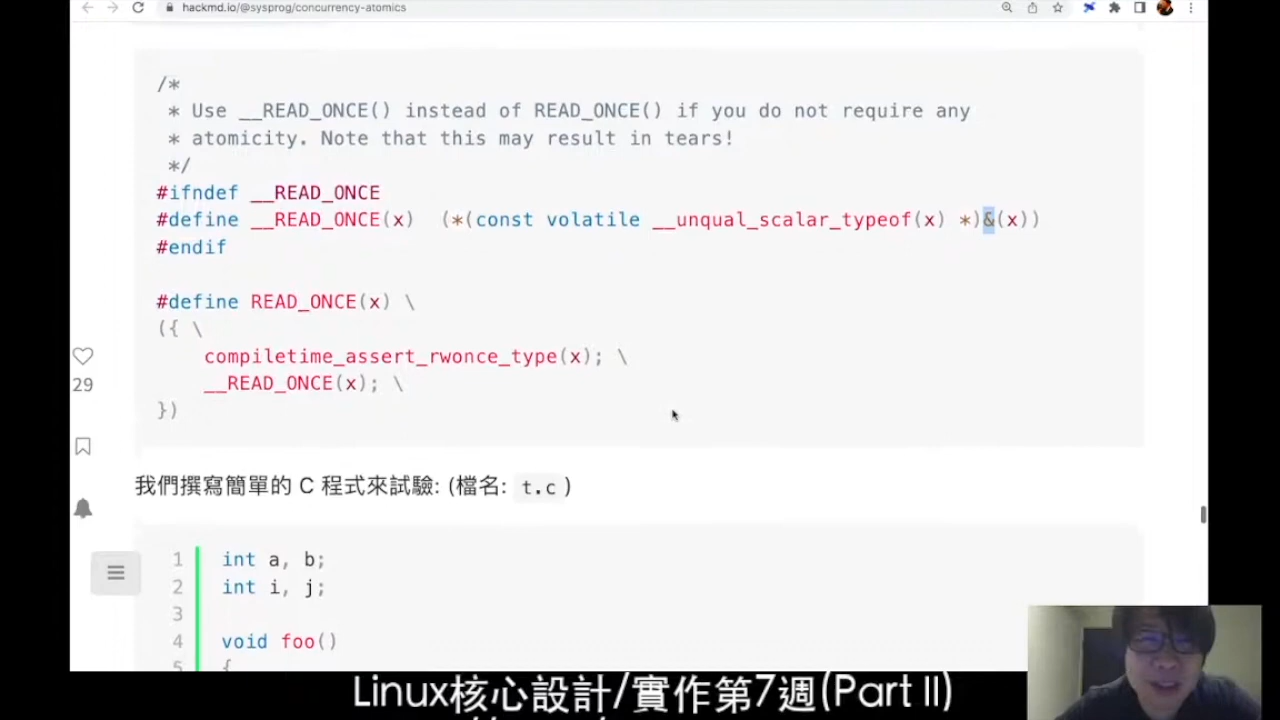 hackmd.io/@sysprog/concurrency-atomics
/*
* Use __READ_ONCE() instead of READ_ONCE() if you do not require any
* atomicity. Note that this may result in tears!
*/
#ifndef __READ_ONCE
#define __READ_ONCE(x) (*(const volatile __unqual_scalar_typeof(x) *)&(x))
#endif
#define READ_ONCE(x) \
({ \
compiletime_assert_rwonce_type(x); \
__READ_ONCE(x); \
})
29
我們撰寫簡單的 C 程式來試驗: (檔名: t.c )
1 int a, b;
2 int i, j;
3
4 void foo()
5 {
Linux核心設計/實作第7週(Part II)